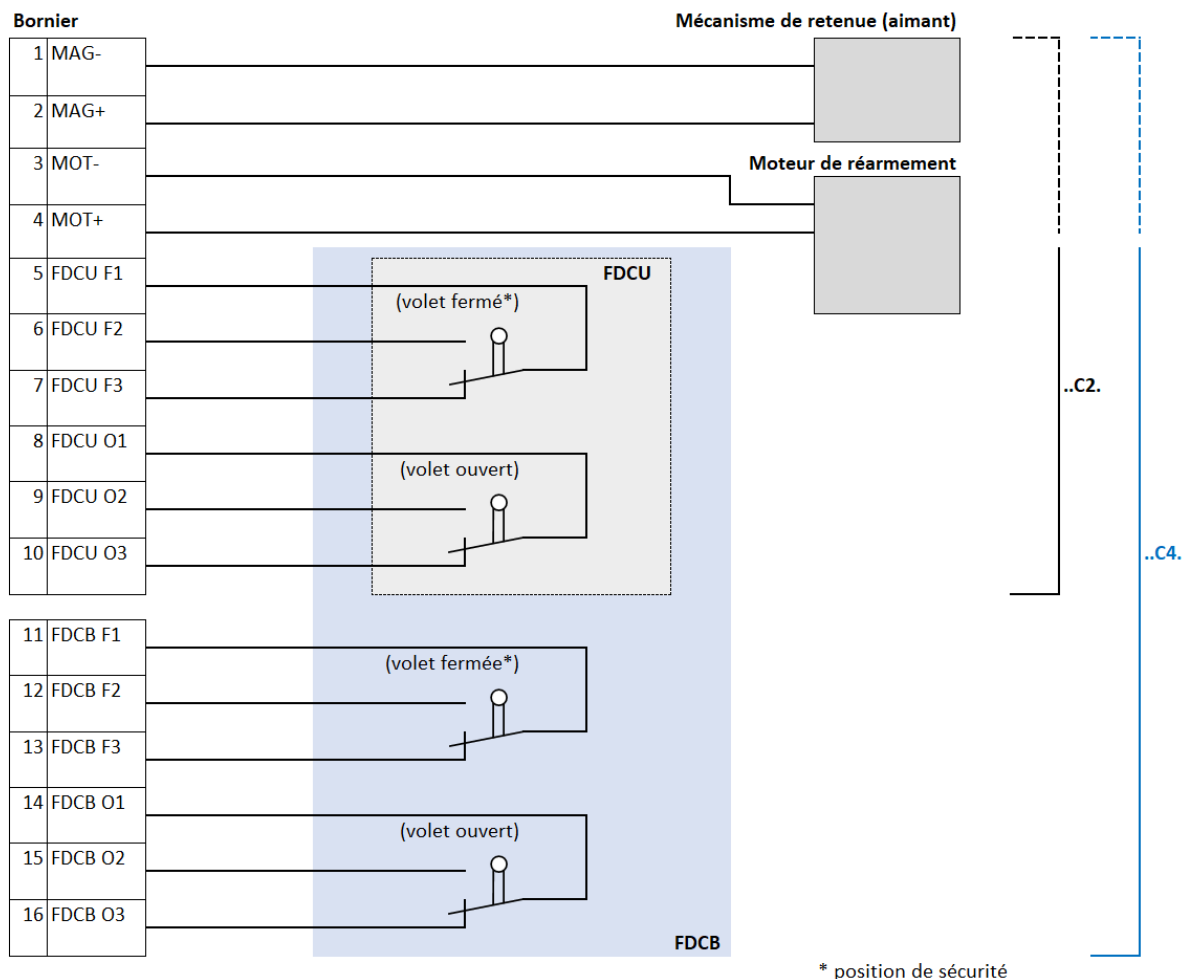 Bornier
Mécanisme de retenue (aimant)
1 MAG-
2 MAG+
3 MOT-
Moteur de réarmement
4 MOT+
5 FDCU F1
FDCU
(volet fermé*)
6 FDCU F2
7 FDCU F3
..C2.
8 FDCU O1
(volet ouvert)
9 FDCU O2
10 FDCU O3
..C4.
11 FDCB F1
(volet fermée*)
12 FDCB F2
13 FDCB F3
14 FDCB O1
(volet ouvert)
15 FDCB O2
16 FDCB O3
FDCB
* position de sécurité